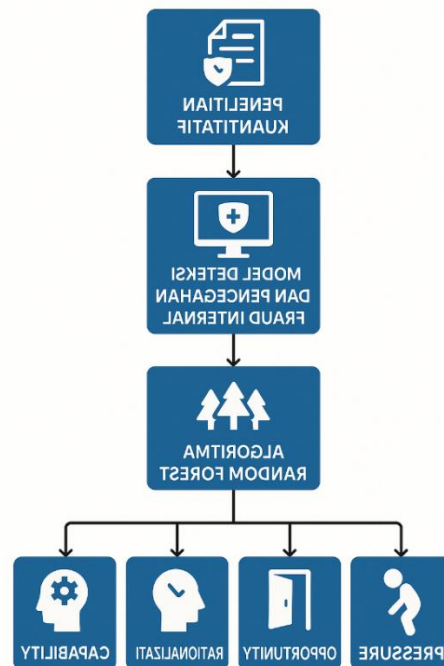 PENELITIAN
KUANTITATIF
MODEL DETEKSI
DAN PENCEGAHAN
FRAUD INTERNAL
ALGORITMA
RANDOM FOREST
PRESSURE
OPPORTUNITY
RATIONALIZATI
CAPABILITY